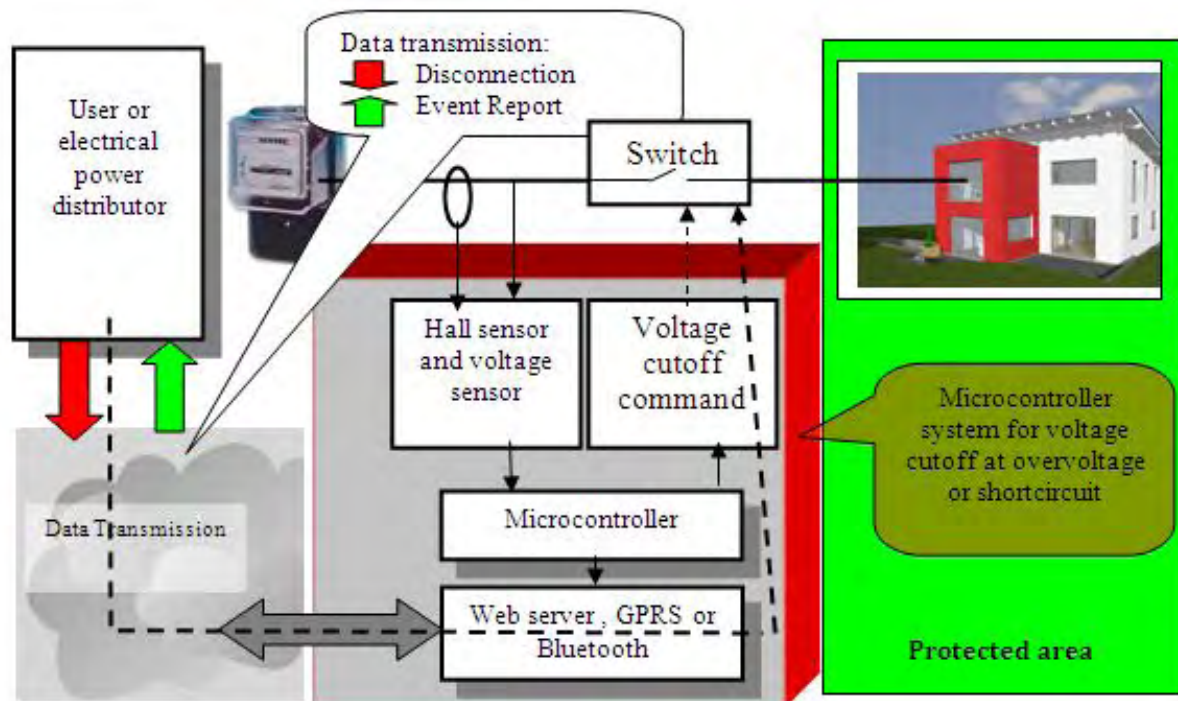 Data transmission:
Disconnection
Event Report
User or
electrical
power
distributor
Switch
Hall sensor
and voltage
sensor
Voltage
cutoff
command
Microcontroller
system for voltage
cutoff at overvoltage
or shortcircuit
Data Transmission
Microcontroller
Web server , GPRS or
Bluetooth
Protected area